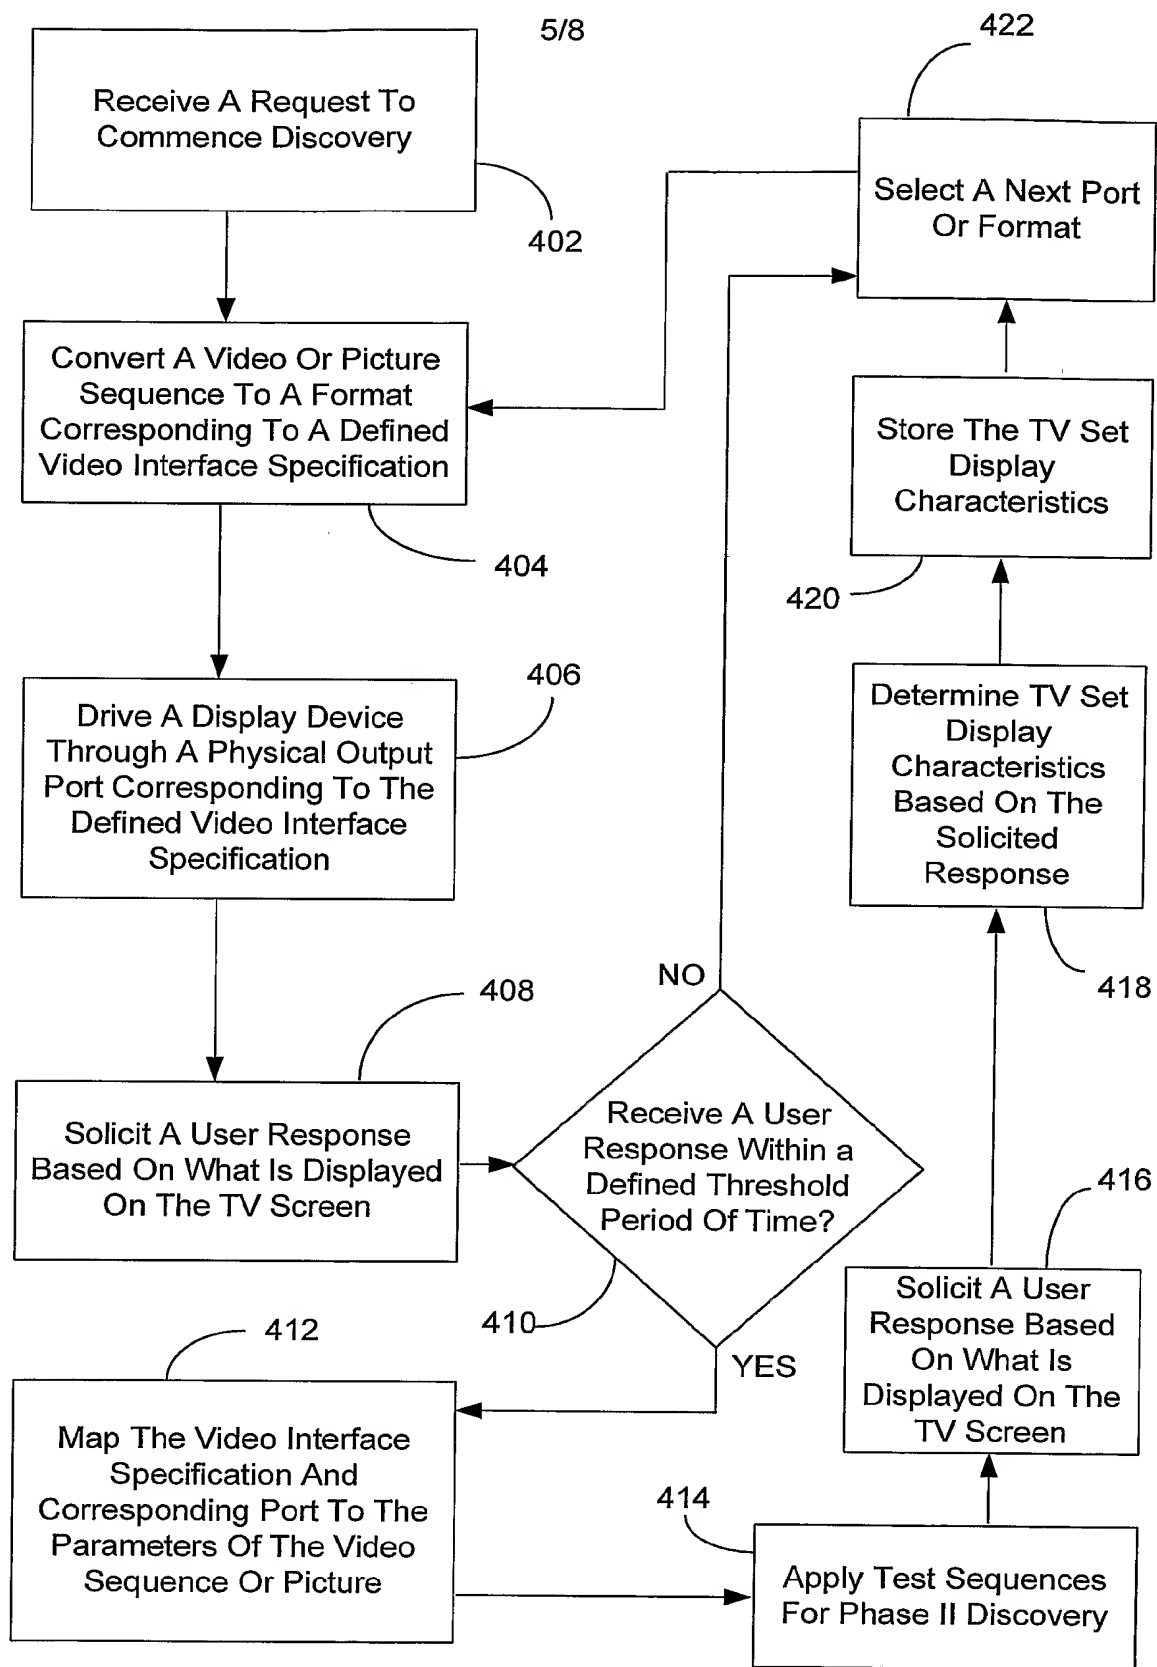 5/8
Receive A Request To
Commence Discovery
402
Convert A Video Or Picture
Sequence To A Format
Corresponding To A Defined
Video Interface Specification
404
Drive A Display Device
Through A Physical Output
Port Corresponding To The
Defined Video Interface
Specification
406
Solicit A User Response
Based On What Is Displayed
On The TV Screen
408
Receive A User
Response Within a
Defined Threshold
Period Of Time?
410
NO
YES
Map The Video Interface
Specification And
Corresponding Port To The
Parameters Of The Video
Sequence Or Picture
412
Apply Test Sequences
For Phase II Discovery
414
Solicit A User
Response Based
On What Is
Displayed On The
TV Screen
416
Determine TV Set
Display
Characteristics
Based On The
Solicited
Response
418
Store The TV Set
Display
Characteristics
420
Select A Next Port
Or Format
422